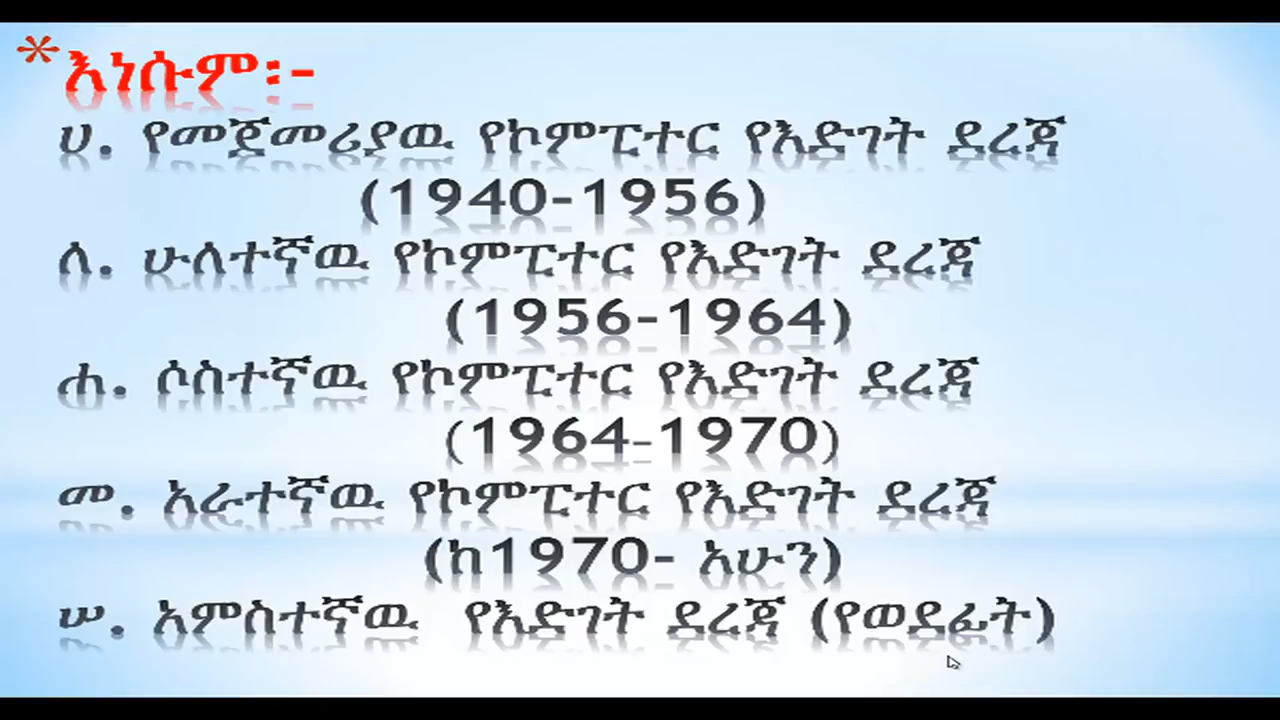 *እነሱም፡-
ሀ. የመጀመሪያዉ የኮምፒተር የእድገት ደረጃ
(1940-1956)
ለ. ሁለተኛዉ የኮምፒተር የእድገት ደረጃ
(1956-1964)
ሐ. ሶስተኛዉ የኮምፒተር የእድገት ደረጃ
(1964-1970)
መ. አራተኛዉ የኮምፒተር የእድገት ደረጃ
(ከ1970- አሁን)
ሠ. አምስተኛዉ የእድገት ደረጃ (የወደፊት)